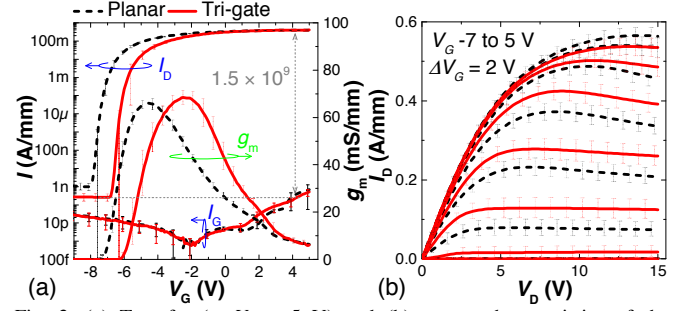 Planar Tri-gate
100m
1m
10µ
100n
1n
10p
100f
I (A/mm)
I_D
1.5 × 10^9
g_m
I_G
-8 -6 -4 -2 0 2 4
V_G (V)
100
80
60
40
20
0
g_m (mS/mm)
(a)
V_G -7 to 5 V
ΔV_G = 2 V
0.6
0.4
0.2
0.0
I_D (A/mm)
0 5 10 15
V_D (V)
(b)